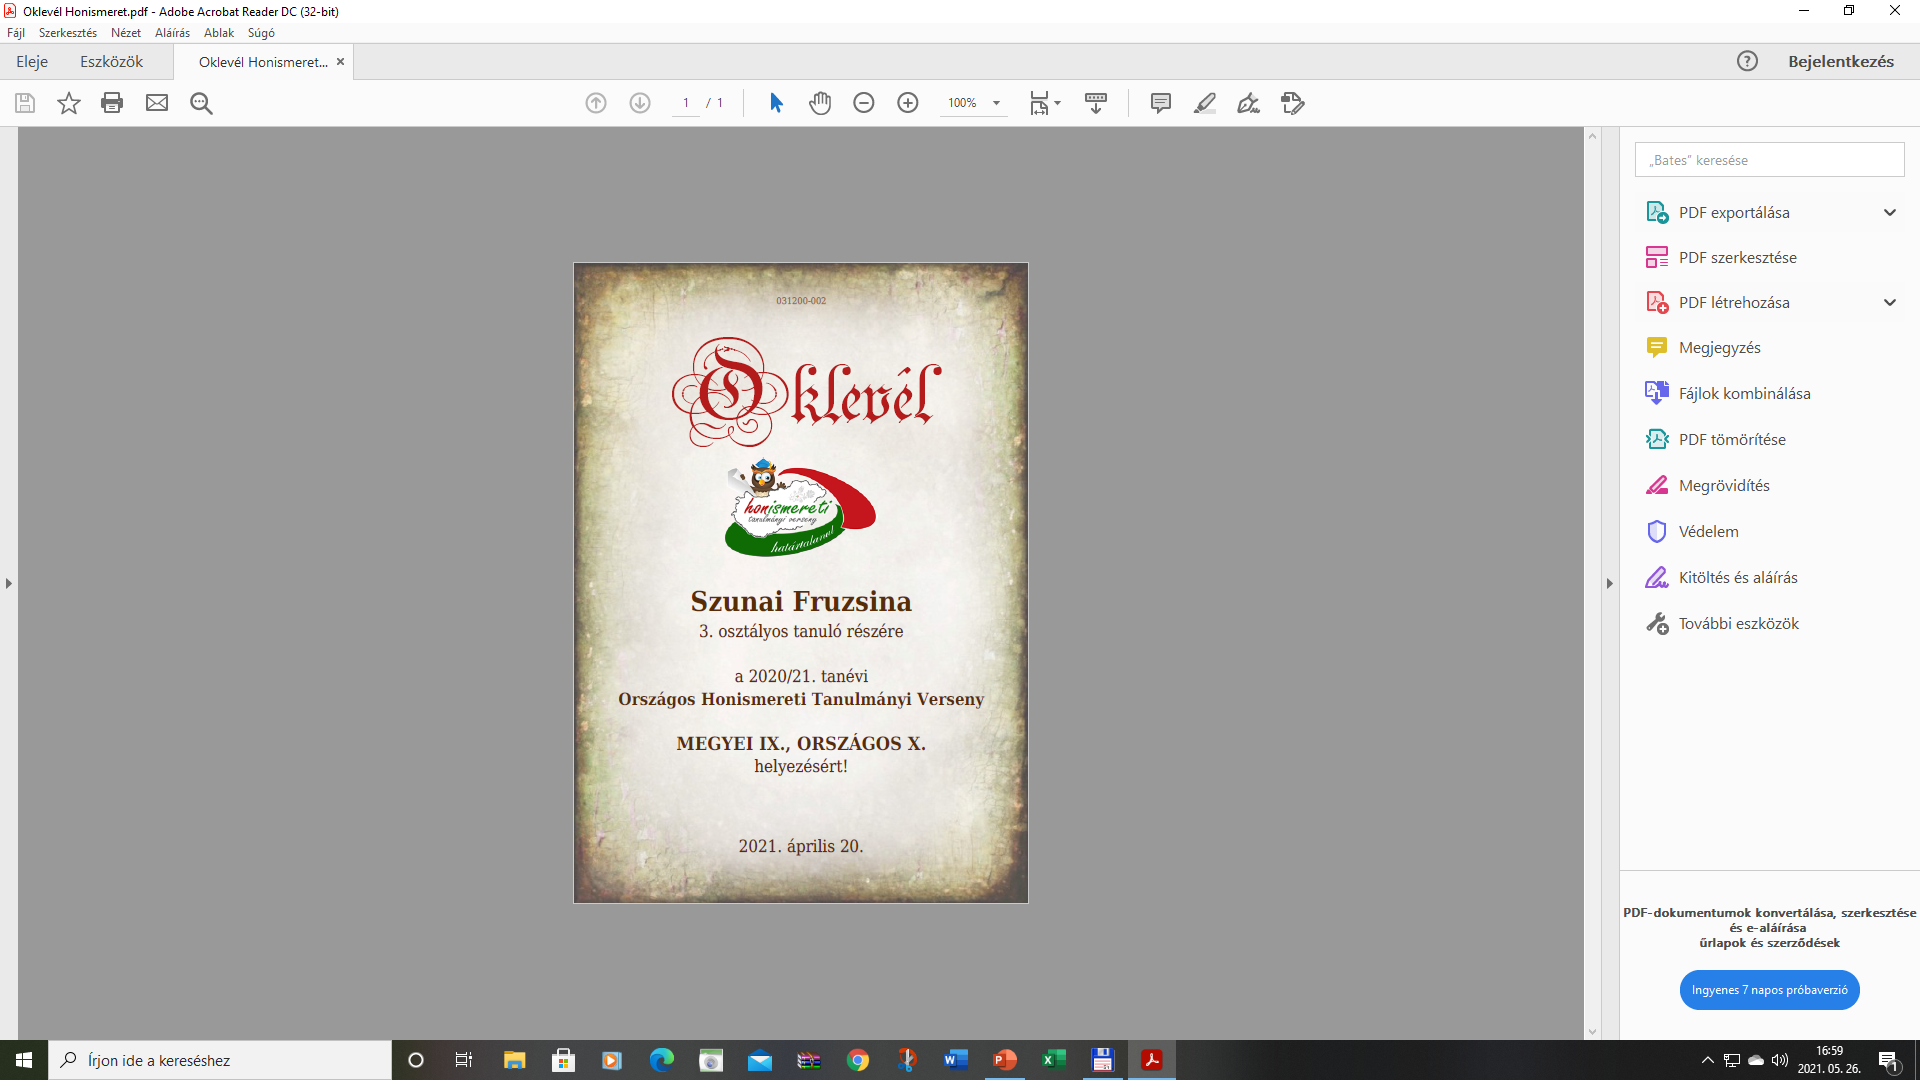 Oklevél Honismeret.pdf - Adobe Acrobat Reader DC (32-bit)
Fájl Szerkesztés Nézet Aláírás Ablak Súgó
Eleje Eszközök Oklevél Honismeret... × Bejelentkezés
1 / 1 100%
„Bates” keresése
PDF exportálása
PDF szerkesztése
PDF létrehozása
Megjegyzés
Fájlok kombinálása
PDF tömörítése
Megrövidítés
Védelem
Kitöltés és aláírás
További eszközök
PDF-dokumentumok konvertálása, szerkesztése
és e-aláírása
űrlapok és szerződések
Ingyenes 7 napos próbaverzió
031200-002
Oklevél
honismereti
tanulmányi verseny
határtalanul
Szunai Fruzsina
3. osztályos tanuló részére
a 2020/21. tanévi
Országos Honismereti Tanulmányi Verseny
MEGYEI IX., ORSZÁGOS X.
helyezésért!
2021. április 20.
Írjon ide a kereséshez
16:59
2021. 05. 26.
1